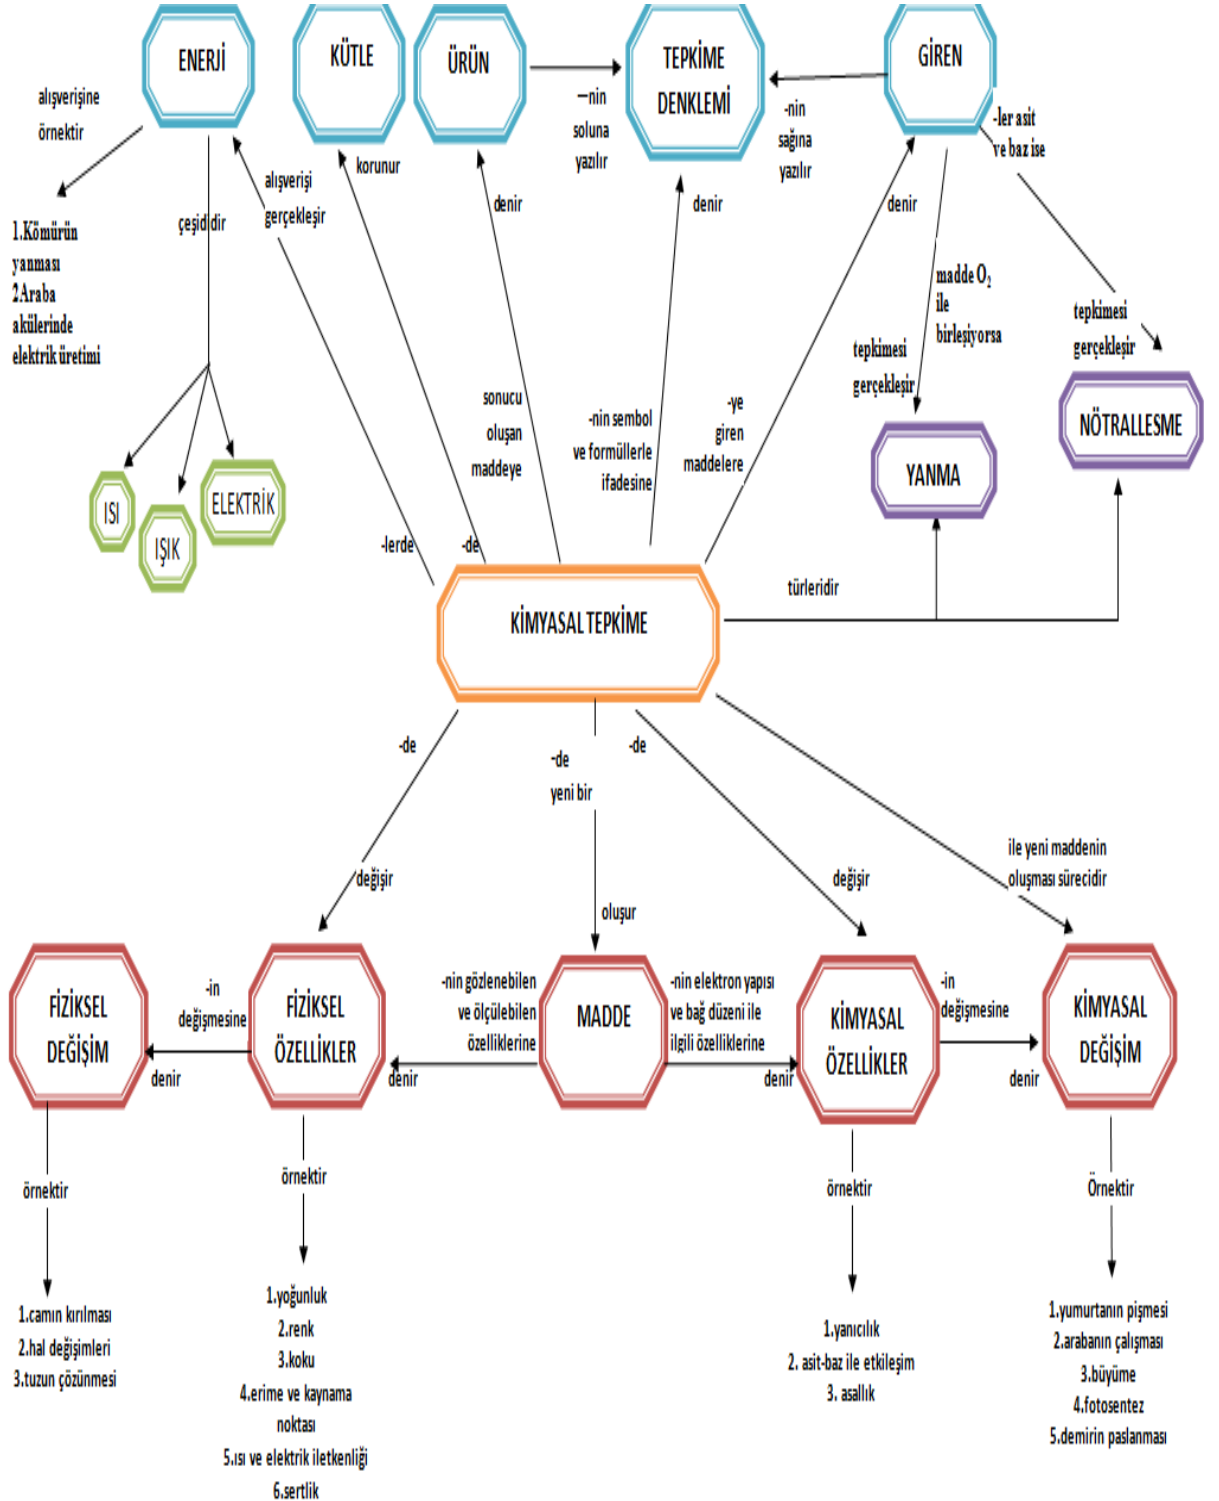 ENERJİ
KÜTLE
ÜRÜN
TEPKİME
DENKLEMİ
GİREN
alışverişine
örnektir
alışverişi
gerçekleşir
korunur
denir
—nin
soluna
yazılır
-nin
sağına
yazılır
-ler asit
ve baz ise
denir
denir
çeşididir
1.Kömürün
yanması
2Araba
akülerinde
elektrik üretimi
madde O₂
ile
birleşiyorsa
tepkimesi
gerçekleşir
tepkimesi
gerçekleşir
sonucu
oluşan
maddeye
-nin sembol
ve formüllerle
ifadesine
-ye
giren
maddelere
YANMA
NÖTRALLESME
ISI
IŞIK
ELEKTRİK
-lerde
-de
türleridir
KİMYASAL TEPKİME
-de
değişir
-de
yeni bir
oluşur
-de
değişir
ile yeni maddenin
oluşması sürecidir
FİZİKSEL
DEĞİŞİM
-in
değişmesine
denir
FİZİKSEL
ÖZELLİKLER
-nin gözlenebilen
ve ölçülebilen
özelliklerine
denir
MADDE
-nin elektron yapısı
ve bağ düzeni ile
ilgili özelliklerine
denir
KİMYASAL
ÖZELLİKLER
-in
değişmesine
denir
KİMYASAL
DEĞİŞİM
örnektir
örnektir
örnektir
Örnektir
1.camın kırılması
2.hal değişimleri
3.tuzun çözünmesi
1.yoğunluk
2.renk
3.koku
4.erime ve kaynama
noktası
5.ısı ve elektrik iletkenliği
6.sertlik
1.yanıcılık
2. asit-baz ile etkileşim
3. asallık
1.yumurtanın pişmesi
2.arabanın çalışması
3.büyüme
4.fotosentez
5.demirin paslanması